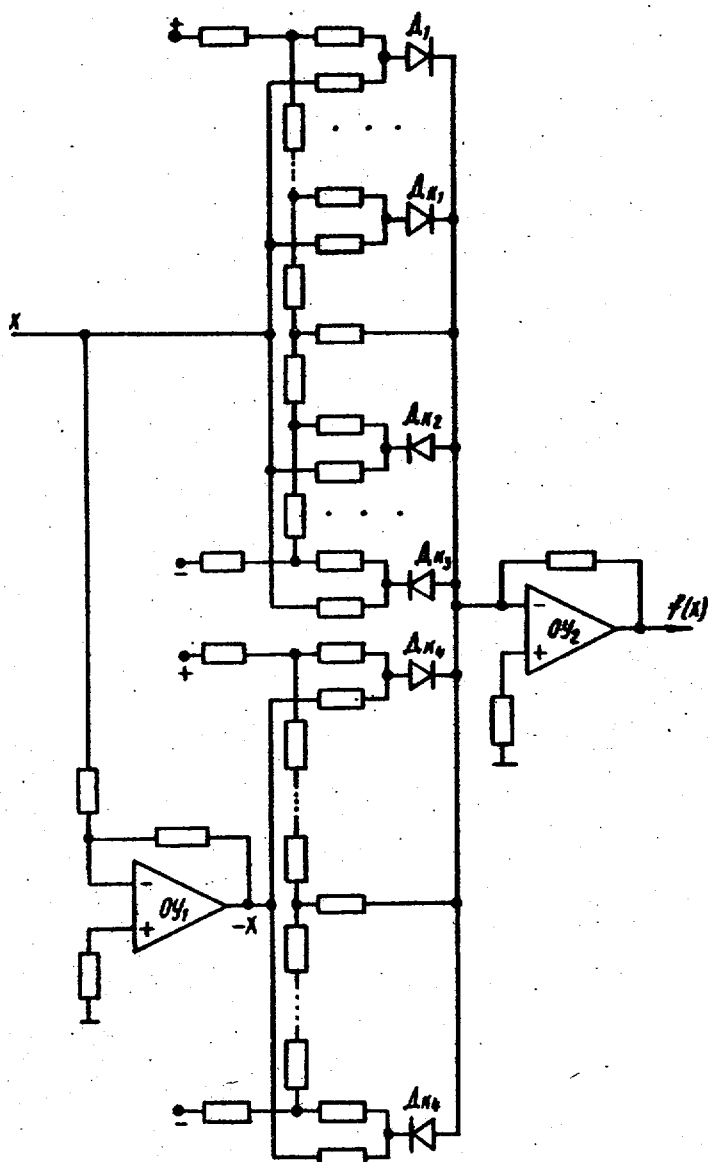 +
Д₁
. . .
Дк₁
x
Дк₂
. . .
−
Дк₃
−
ОУ₂
+
f(x)
+
Дк₄
−
ОУ₁
+
−x
−
Дк₄